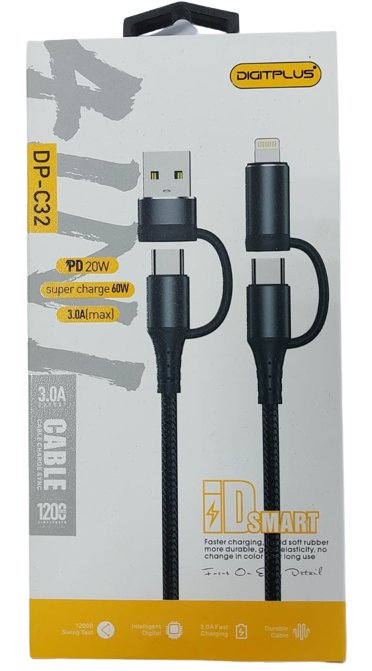 DIGITPLUS
4IN1
DP-C32
PD 20W
super charge 60W
3.0A(max)
3.0A
CABLE
CABLE CHARGE SYNC
iD SMART
Faster charging, soft rubber
more durable, elasticity, no
change in color long use
Focus On Detail
Intelligent
Digital
3.0A Fast
Charging
Durable
Cable